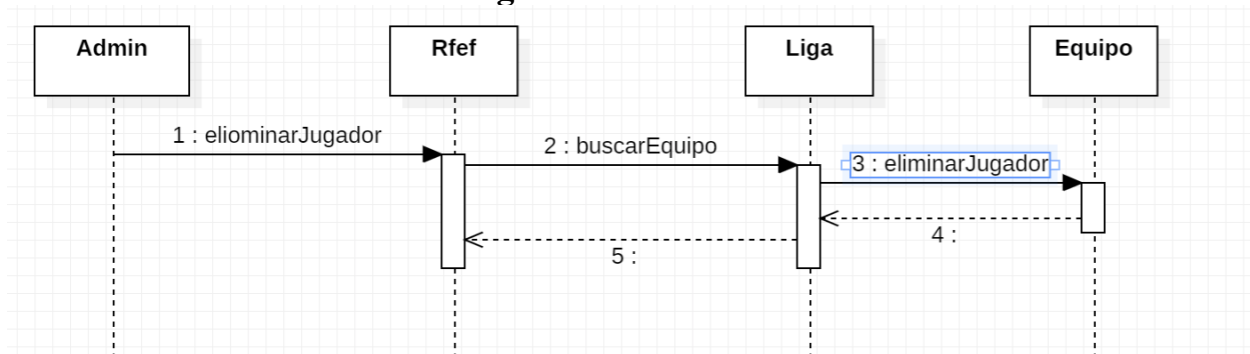 Admin
Rfef
Liga
Equipo
1 : eliominarJugador
2 : buscarEquipo
3 : eliminarJugador
4 :
5 :